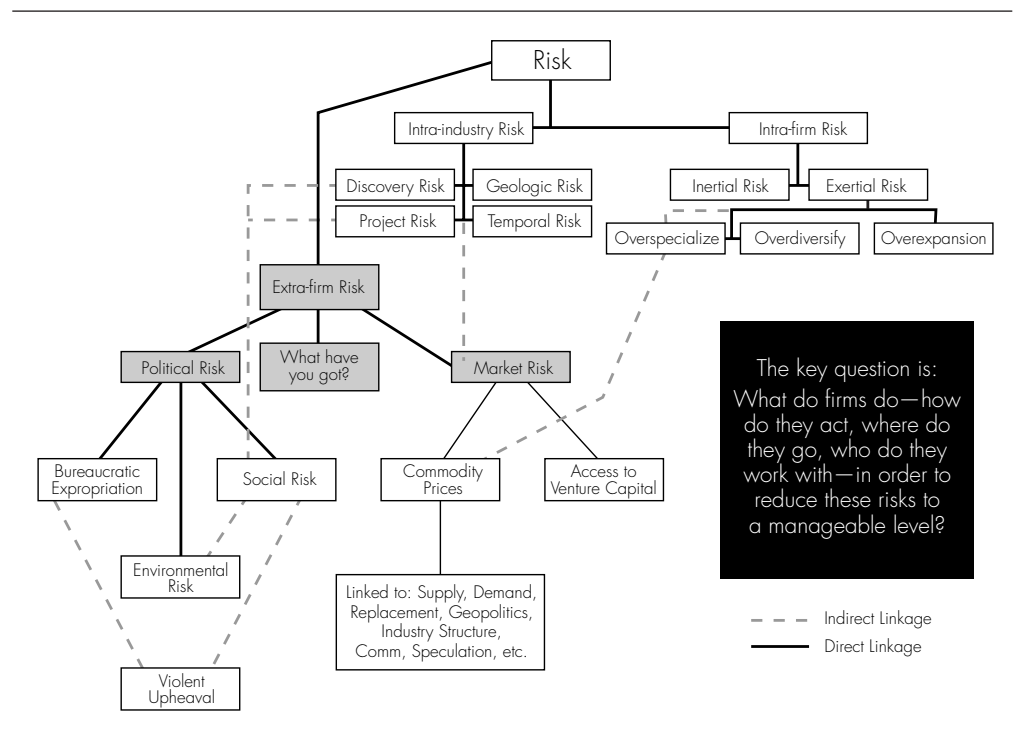 Risk
Intra-industry Risk
Intra-firm Risk
Discovery Risk
Geologic Risk
Inertial Risk
Exertial Risk
Project Risk
Temporal Risk
Overspecialize
Overdiversify
Overexpansion
Extra-firm Risk
Political Risk
What have
you got?
Market Risk
The key question is:
What do firms do—how
do they act, where do
they go, who do they
work with—in order to
reduce these risks to
a manageable level?
Bureaucratic
Expropriation
Social Risk
Commodity
Prices
Access to
Venture Capital
Environmental
Risk
Linked to: Supply, Demand,
Replacement, Geopolitics,
Industry Structure,
Comm, Speculation, etc.
Indirect Linkage
Direct Linkage
Violent
Upheaval